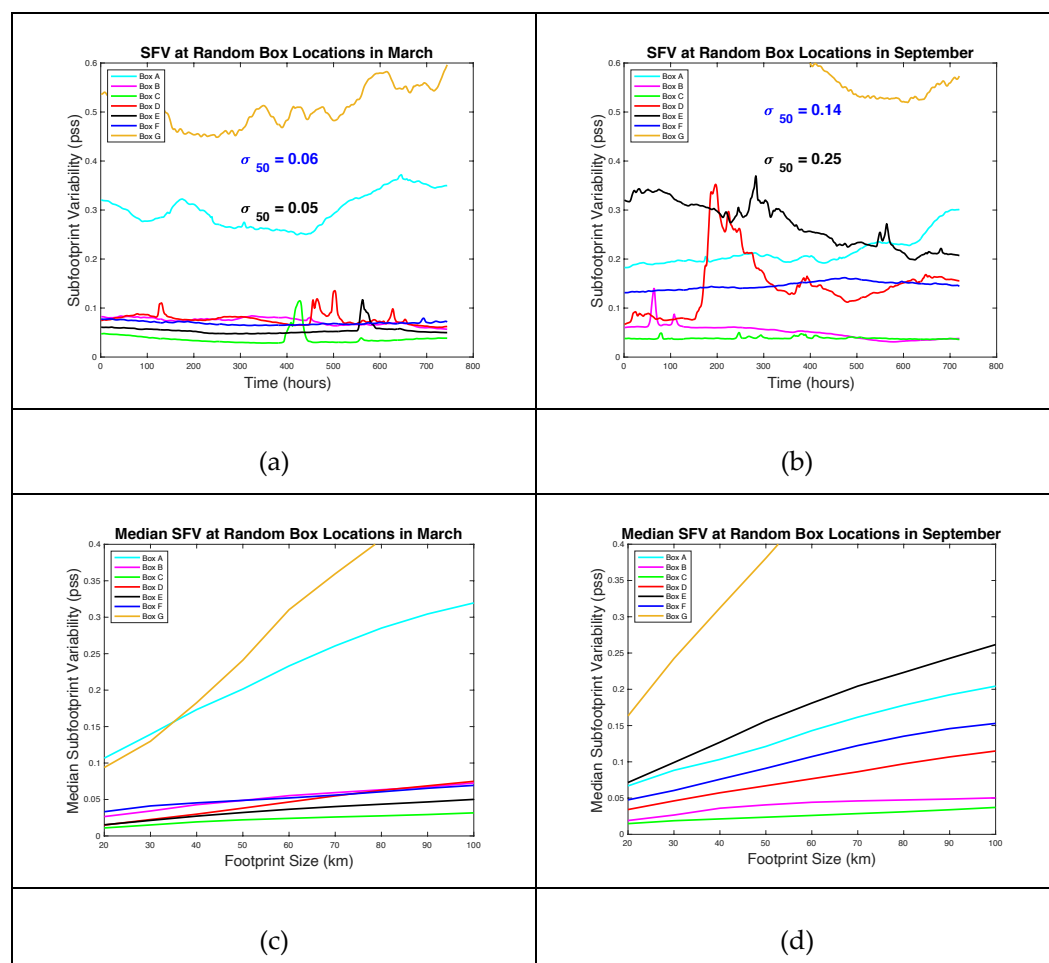 SFV at Random Box Locations in March
0.6
0.5
0.4
0.3
0.2
0.1
0
Subfootprint Variability (pss)
Box A
Box B
Box C
Box D
Box E
Box F
Box G
σ 50 = 0.06
σ 50 = 0.05
0 100 200 300 400 500 600 700 800
Time (hours)
(a)
SFV at Random Box Locations in September
0.6
0.5
0.4
0.3
0.2
0.1
0
Subfootprint Variability (pss)
Box A
Box B
Box C
Box D
Box E
Box F
Box G
σ 50 = 0.14
σ 50 = 0.25
0 100 200 300 400 500 600 700 800
Time (hours)
(b)
Median SFV at Random Box Locations in March
0.4
0.35
0.3
0.25
0.2
0.15
0.1
0.05
0
Median Subfootprint Variability (pss)
Box A
Box B
Box C
Box D
Box E
Box F
Box G
20 30 40 50 60 70 80 90 100
Footprint Size (km)
(c)
Median SFV at Random Box Locations in September
0.4
0.35
0.3
0.25
0.2
0.15
0.1
0.05
0
Median Subfootprint Variability (pss)
Box A
Box B
Box C
Box D
Box E
Box F
Box G
20 30 40 50 60 70 80 90 100
Footprint Size (km)
(d)